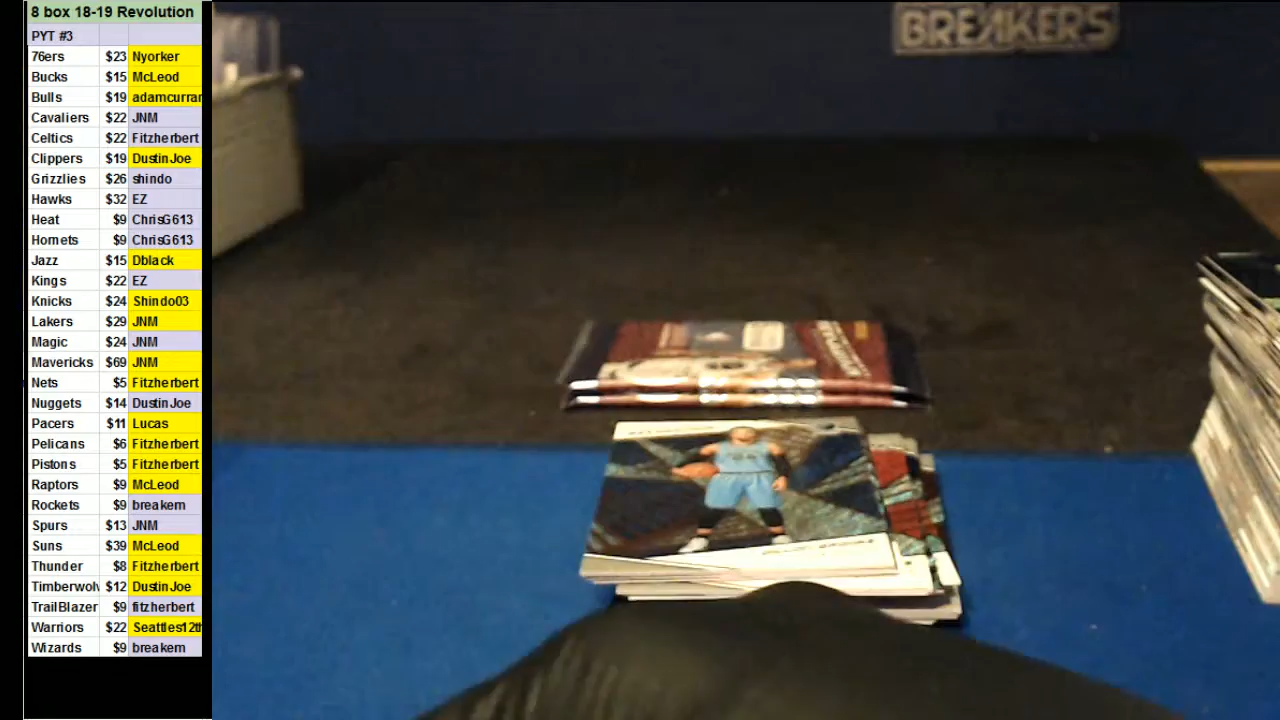 8 box 18-19 Revolution
PYT #3
76ers $23 Nyorker
Bucks $15 McLeod
Bulls $19 adamcurran
Cavaliers $22 JNM
Celtics $22 Fitzherbert
Clippers $19 DustinJoe
Grizzlies $26 shindo
Hawks $32 EZ
Heat $9 ChrisG613
Hornets $9 ChrisG613
Jazz $15 Dblack
Kings $22 EZ
Knicks $24 Shindo03
Lakers $29 JNM
Magic $24 JNM
Mavericks $69 JNM
Nets $5 Fitzherbert
Nuggets $14 DustinJoe
Pacers $11 Lucas
Pelicans $6 Fitzherbert
Pistons $5 Fitzherbert
Raptors $9 McLeod
Rockets $9 breakem
Spurs $13 JNM
Suns $39 McLeod
Thunder $8 Fitzherbert
Timberwolv $12 DustinJoe
TrailBlazer $9 fitzherbert
Warriors $22 Seattles12th
Wizards $9 breakem
BREAKERS